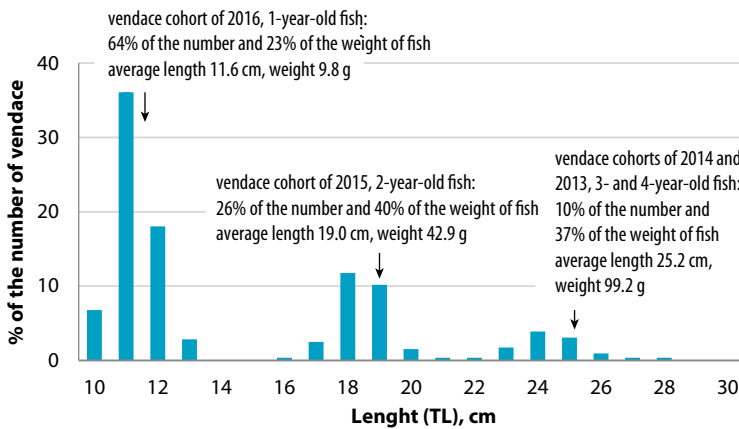 vendace cohort of 2016, 1-year-old fish:
64% of the number and 23% of the weight of fish
average length 11.6 cm, weight 9.8 g
vendace cohort of 2015, 2-year-old fish:
26% of the number and 40% of the weight of fish
average length 19.0 cm, weight 42.9 g
vendace cohorts of 2014 and
2013, 3- and 4-year-old fish:
10% of the number and
37% of the weight of fish
average length 25.2 cm,
weight 99.2 g
% of the number of vendace
40
30
20
10
0
10 12 14 16 18 20 22 24 26 28 30
Lenght (TL), cm